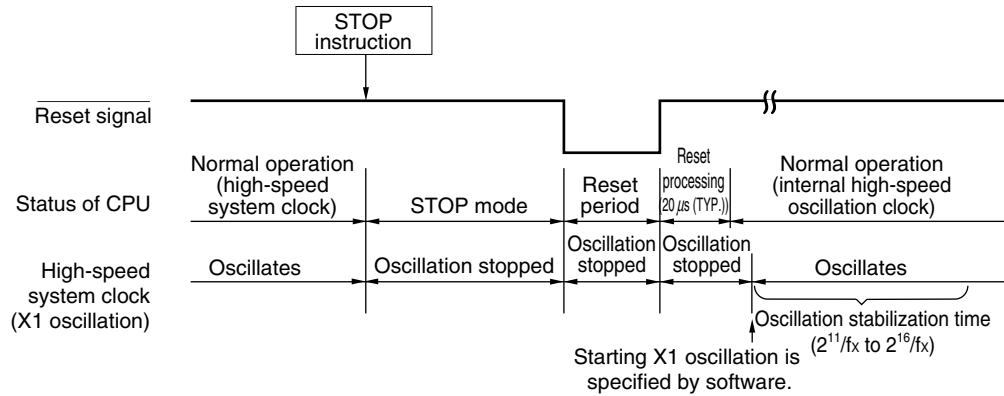 STOP
instruction
Reset signal
Status of CPU
Normal operation
(high-speed
system clock)
STOP mode
Reset
period
Reset
processing
(20 μs (TYP.))
Normal operation
(internal high-speed
oscillation clock)
High-speed
system clock
(X1 oscillation)
Oscillates
Oscillation stopped
Oscillation
stopped
Oscillation
stopped
Oscillates
Oscillation stabilization time
(2¹¹/fx to 2¹⁶/fx)
Starting X1 oscillation is
specified by software.